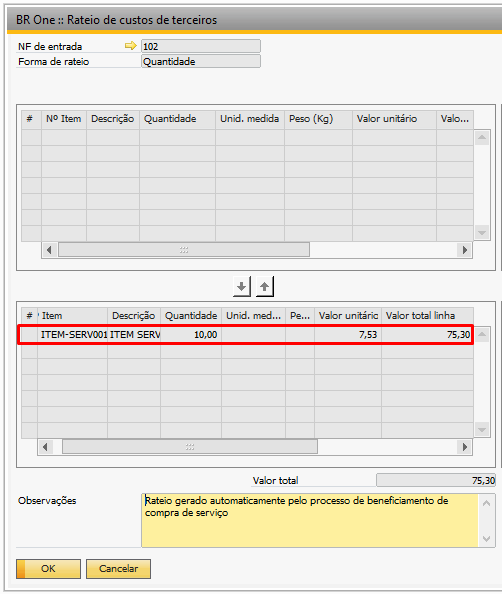 BR One :: Rateio de custos de terceiros
NF de entrada 102
Forma de rateio Quantidade
# Nº Item Descrição Quantidade Unid. medida Peso (Kg) Valor unitário Valo...
# Item Descrição Quantidade Unid. med... Pe... Valor unitário Valor total linha
ITEM-SERV001 ITEM SERV 10,00 7,53 75,30
Valor total 75,30
Observações Rateio gerado automaticamente pelo processo de beneficiamento de
compra de serviço
OK Cancelar